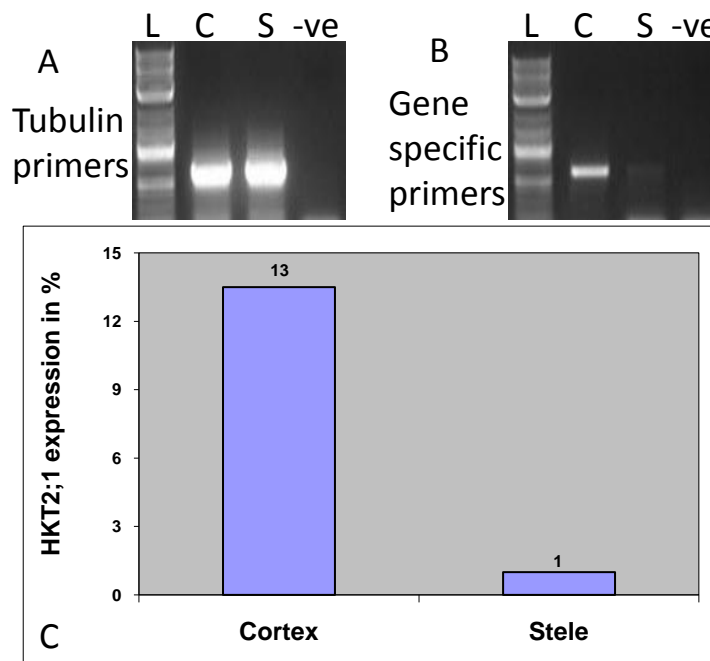 L C S -ve
A
Tubulin
primers
L C S -ve
B
Gene
specific
primers
HKT2;1 expression in %
15
12
9
6
3
0
13
1
Cortex
Stele
C